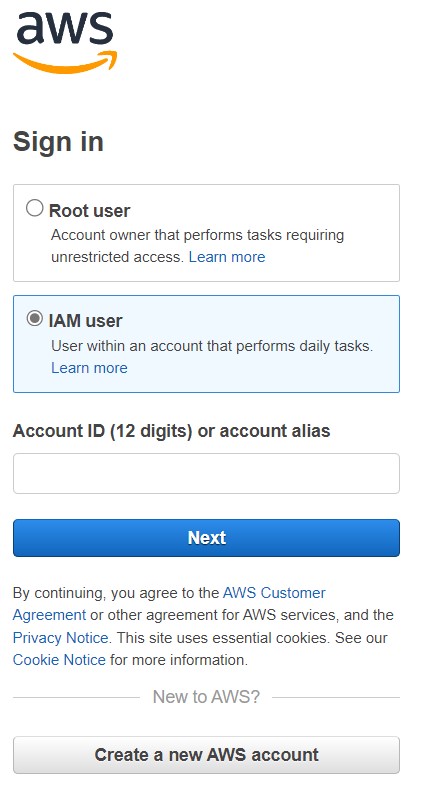 aws
Sign in
Root user
Account owner that performs tasks requiring
unrestricted access. Learn more
IAM user
User within an account that performs daily tasks.
Learn more
Account ID (12 digits) or account alias
Next
By continuing, you agree to the AWS Customer
Agreement or other agreement for AWS services, and the
Privacy Notice. This site uses essential cookies. See our
Cookie Notice for more information.
New to AWS?
Create a new AWS account